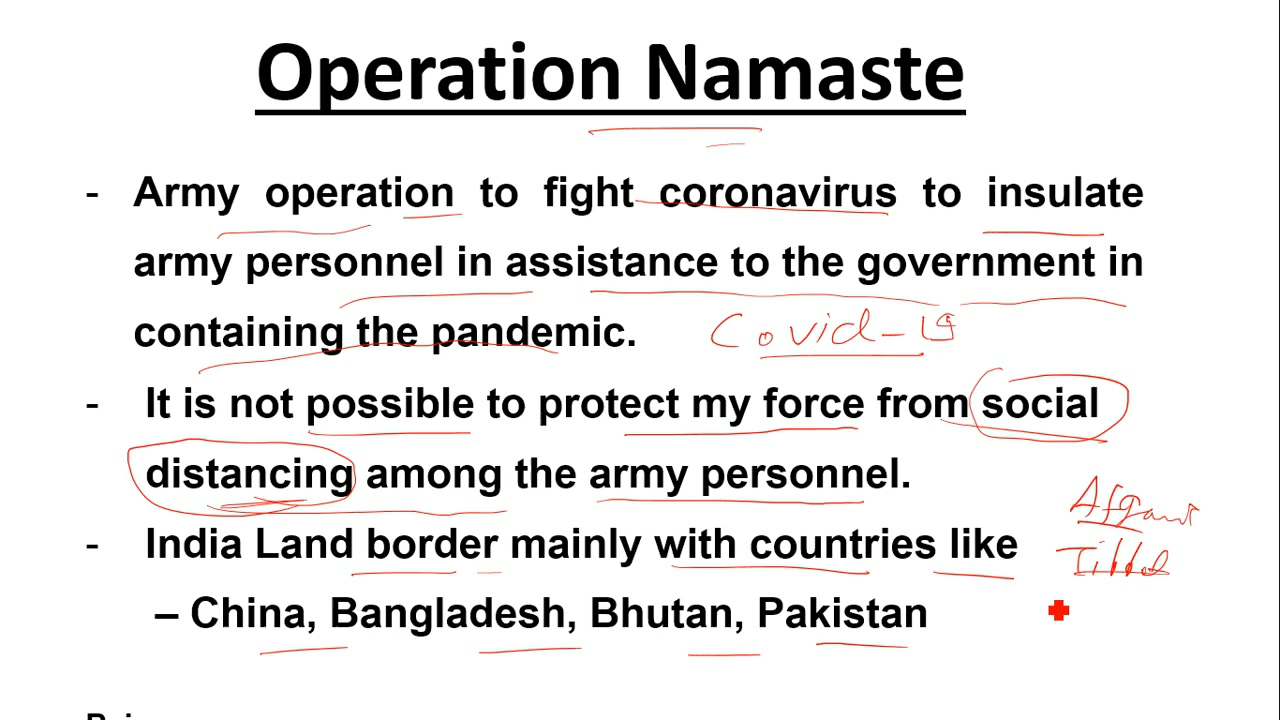 Operation Namaste
- Army operation to fight coronavirus to insulate
army personnel in assistance to the government in
containing the pandemic. Covid-19
- It is not possible to protect my force from social
distancing among the army personnel.
- India Land border mainly with countries like
– China, Bangladesh, Bhutan, Pakistan